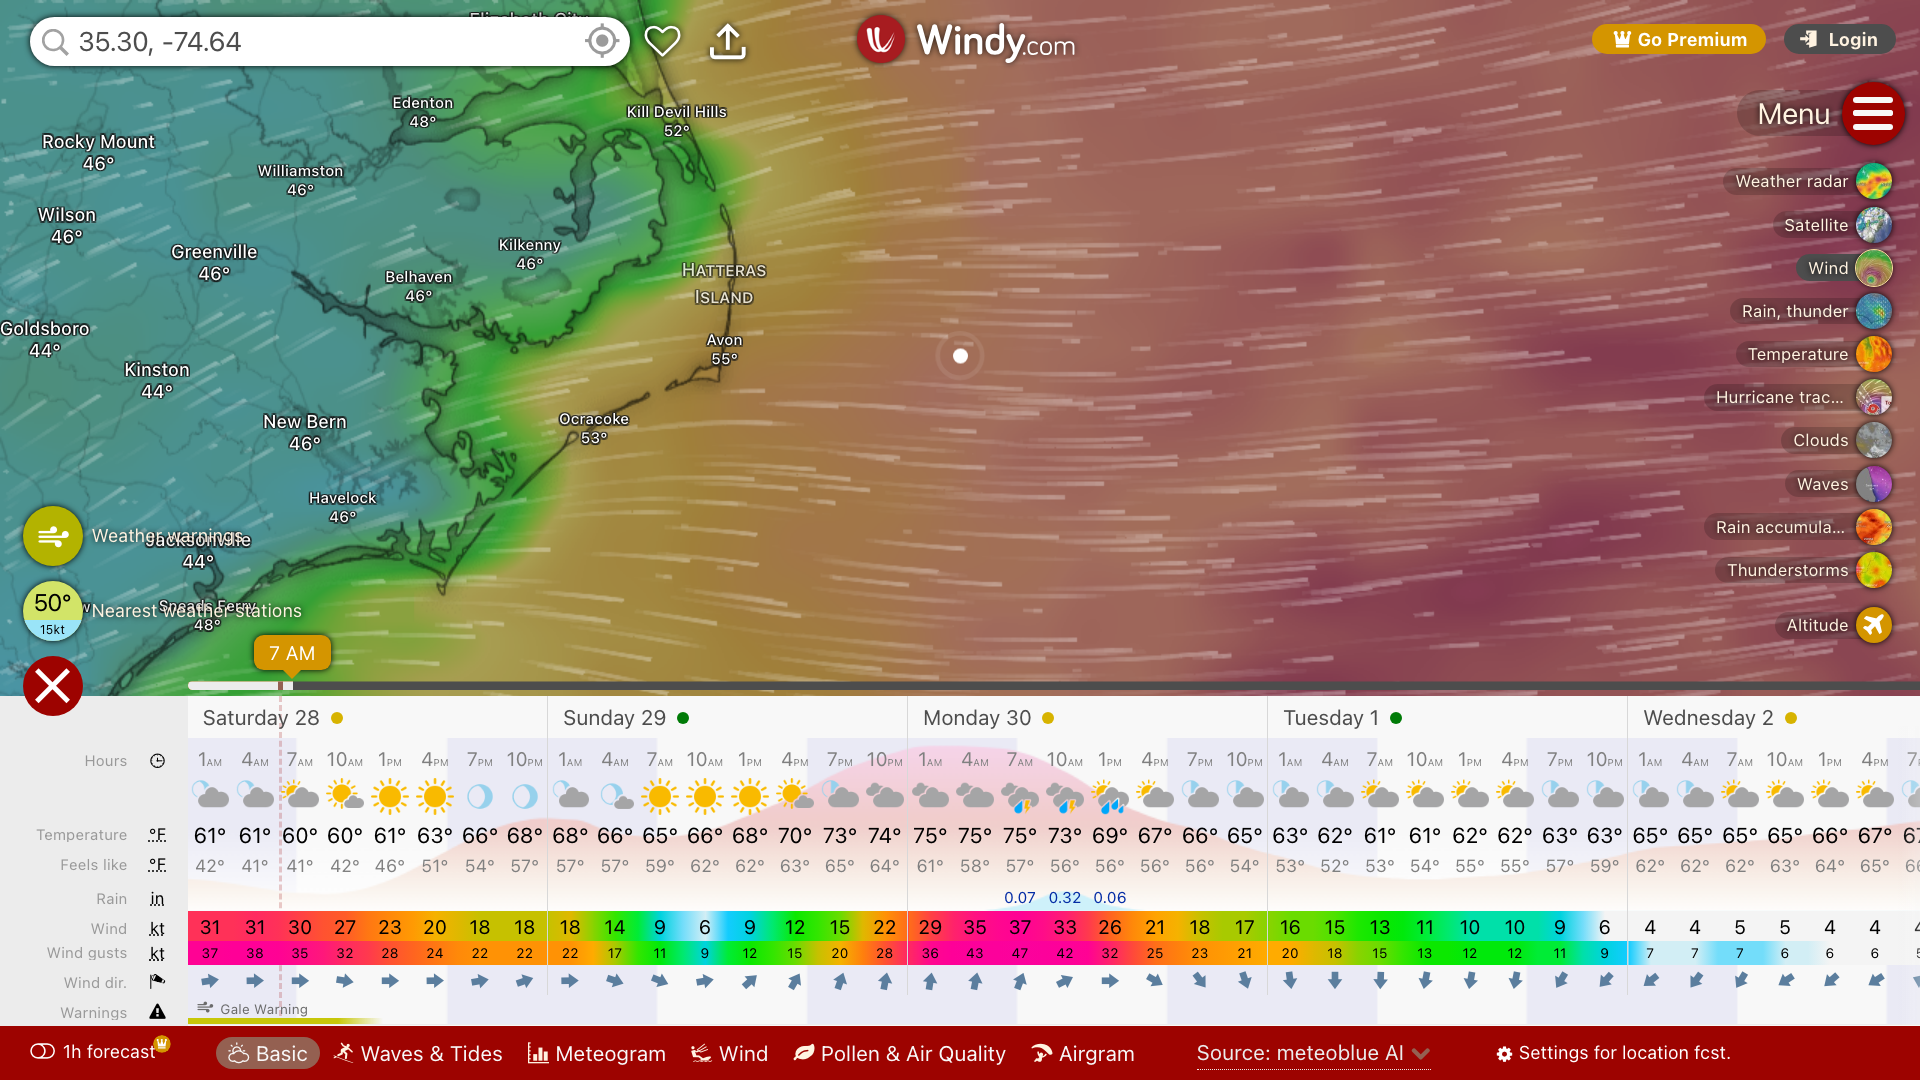 Elizabeth City
35.30, -74.64
Windy.com
Go Premium
Login
Menu
Edenton
48°
Kill Devil Hills
52°
Rocky Mount
46°
Williamston
46°
Weather radar
Wilson
46°
Satellite
Greenville
46°
Kilkenny
46°
HATTERAS
ISLAND
Wind
Belhaven
46°
Rain, thunder
Goldsboro
44°
Avon
55°
Temperature
Kinston
44°
Hurricane trac...
New Bern
46°
Ocracoke
53°
Clouds
Waves
Havelock
46°
Rain accumula...
Weather warnings
Jacksonville
44°
Thunderstorms
50°
15kt
Nearest weather stations
Sneads Ferry
48°
Altitude
7 AM
Saturday 28 Sunday 29 Monday 30 Tuesday 1 Wednesday 2
Hours 1AM 4AM 7AM 10AM 1PM 4PM 7PM 10PM 1AM 4AM 7AM 10AM 1PM 4PM 7PM 10PM 1AM 4AM 7AM 10AM 1PM 4PM 7PM 10PM 1AM 4AM 7AM 10AM 1PM 4PM 7PM 10PM 1AM 4AM 7AM 10AM 1PM 4PM
Temperature °F 61° 61° 60° 60° 61° 63° 66° 68° 68° 66° 65° 66° 68° 70° 73° 74° 75° 75° 75° 73° 69° 67° 66° 65° 63° 62° 61° 61° 62° 62° 63° 63° 65° 65° 65° 65° 66° 67°
Feels like °F 42° 41° 41° 42° 46° 51° 54° 57° 57° 57° 59° 62° 62° 63° 65° 64° 61° 58° 57° 56° 56° 56° 56° 54° 53° 52° 53° 54° 55° 55° 57° 59° 62° 62° 62° 63° 64° 65°
Rain in 0.07 0.32 0.06
Wind kt 31 31 30 27 23 20 18 18 18 14 9 6 9 12 15 22 29 35 37 33 26 21 18 17 16 15 13 11 10 10 9 6 4 4 5 5 4 4
Wind gusts kt 37 38 35 32 28 24 22 22 22 17 11 9 12 15 20 28 36 43 47 42 32 25 23 21 20 18 15 13 12 12 11 9 7 7 7 6 6 6
Wind dir.
Warnings Gale Warning
1h forecast Basic Waves & Tides Meteogram Wind Pollen & Air Quality Airgram Source: meteoblue AI Settings for location fcst.